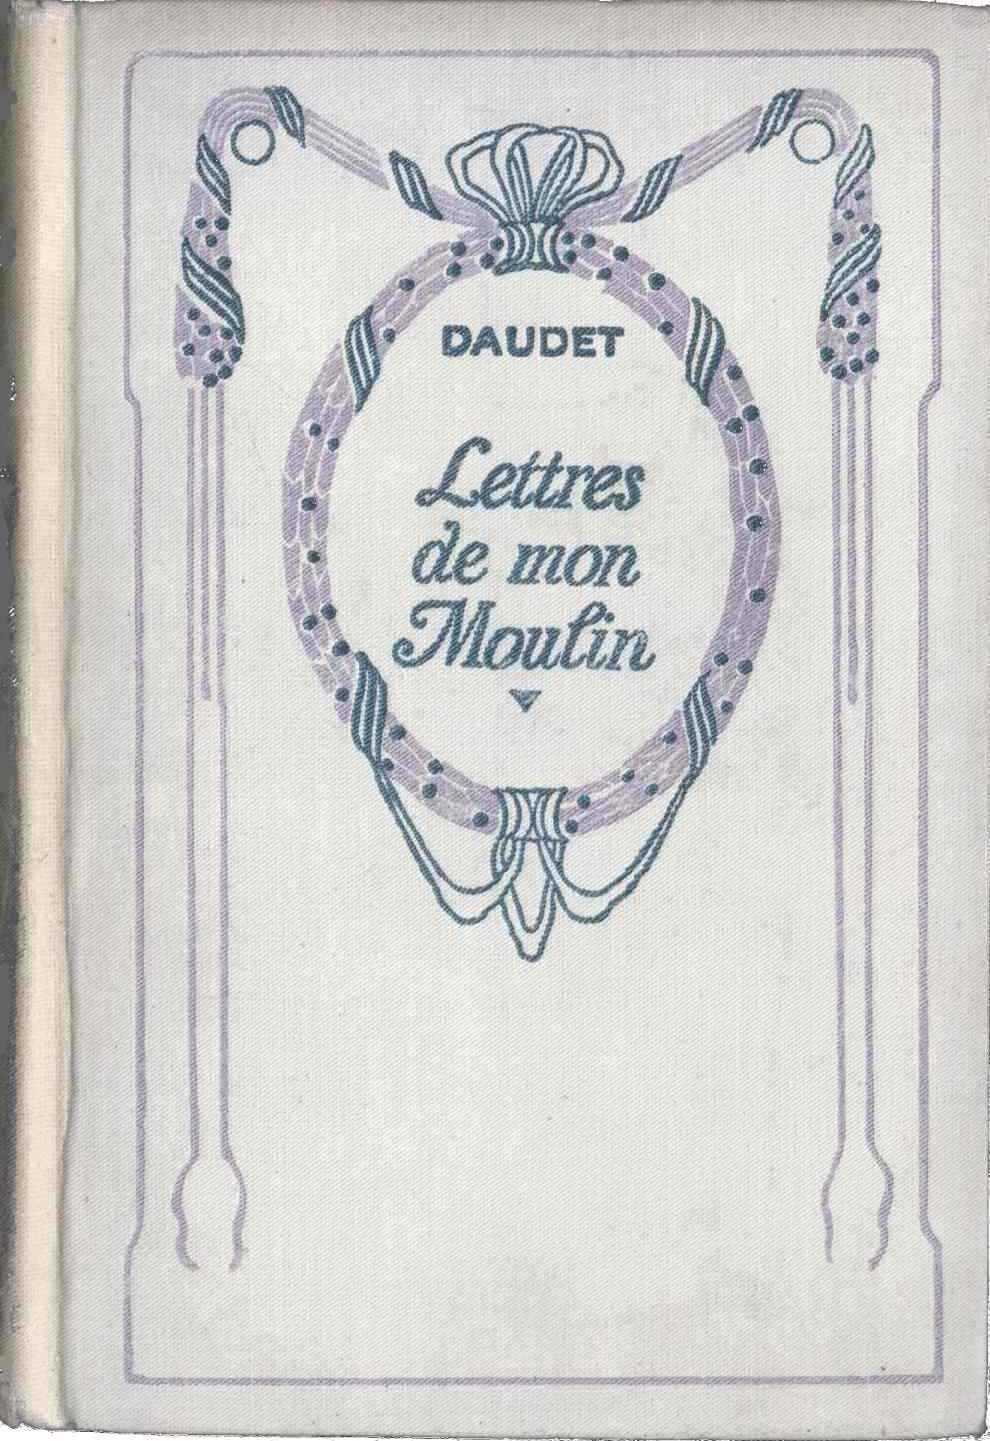 DAUDET
Lettres
de mon
Moulin